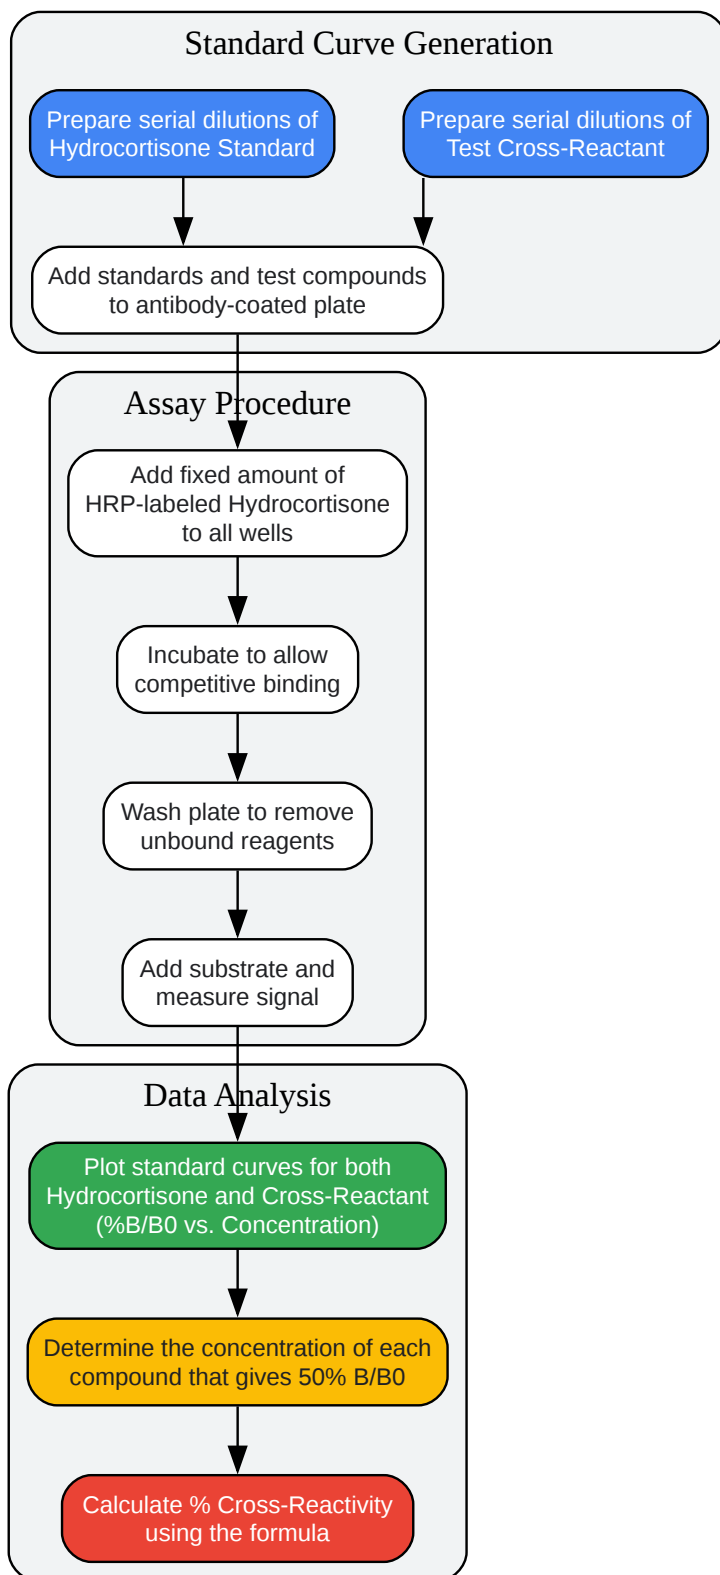 Standard Curve Generation
Prepare serial dilutions of
Hydrocortisone Standard
Prepare serial dilutions of
Test Cross-Reactant
Add standards and test compounds
to antibody-coated plate
Assay Procedure
Add fixed amount of
HRP-labeled Hydrocortisone
to all wells
Incubate to allow
competitive binding
Wash plate to remove
unbound reagents
Add substrate and
measure signal
Data Analysis
Plot standard curves for both
Hydrocortisone and Cross-Reactant
(%B/B0 vs. Concentration)
Determine the concentration of each
compound that gives 50% B/B0
Calculate % Cross-Reactivity
using the formula